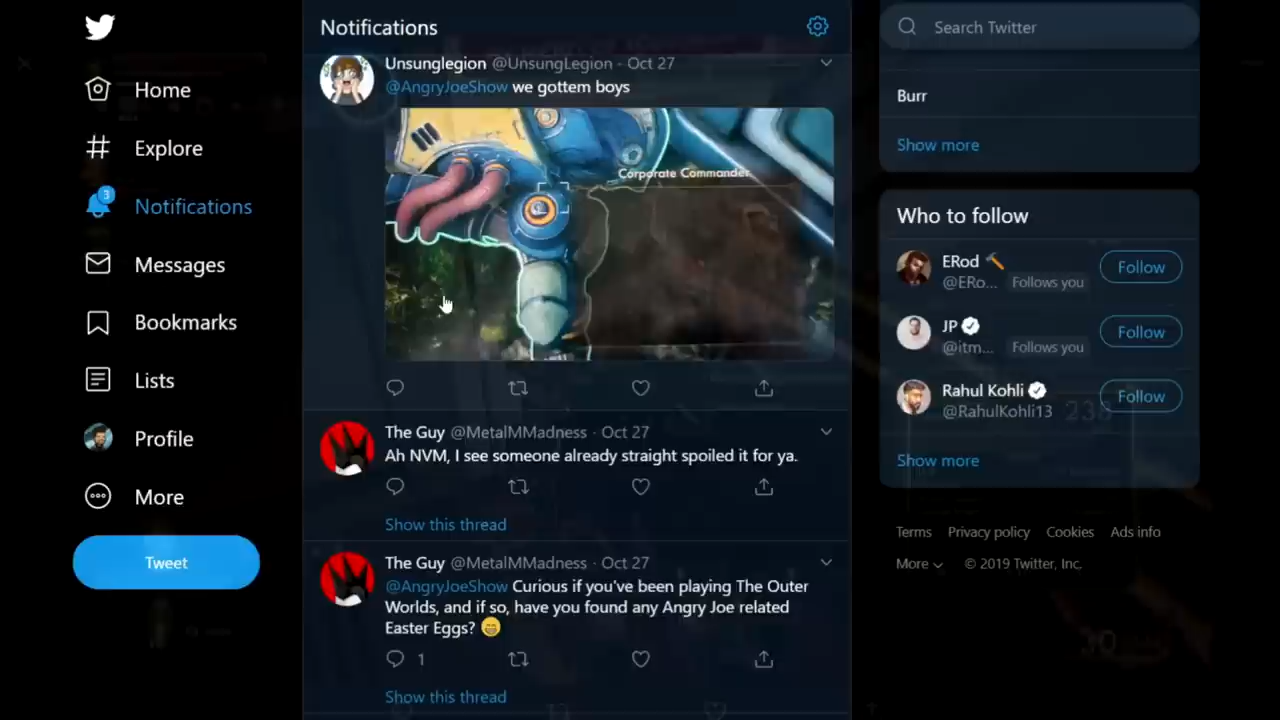 Home
Explore
3
Notifications
Messages
Bookmarks
Lists
Profile
More
Tweet
Notifications
Unsunglegion @UnsungLegion · Oct 27
@AngryJoeShow we gottem boys
Corporate Commander
The Guy @MetalMMadness · Oct 27
Ah NVM, I see someone already straight spoiled it for ya.
Show this thread
The Guy @MetalMMadness · Oct 27
@AngryJoeShow Curious if you've been playing The Outer
Worlds, and if so, have you found any Angry Joe related
Easter Eggs? 😁
1
Show this thread
Search Twitter
Burr
Show more
Who to follow
ERod 🔨
@ERo... Follows you
Follow
JP
@itm... Follows you
Follow
Rahul Kohli
@RahulKohli13
Follow
238
Show more
Terms Privacy policy Cookies Ads info
More © 2019 Twitter, Inc.
30